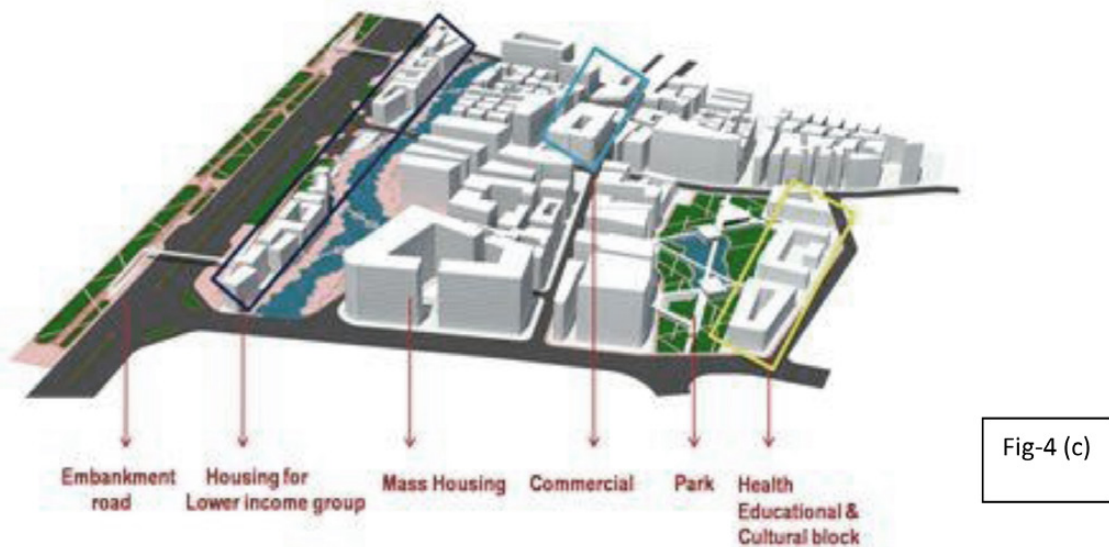 Fig-4 (c)
Embankment
road
Housing for
Lower income group
Mass Housing
Commercial
Park
Health
Educational &
Cultural block